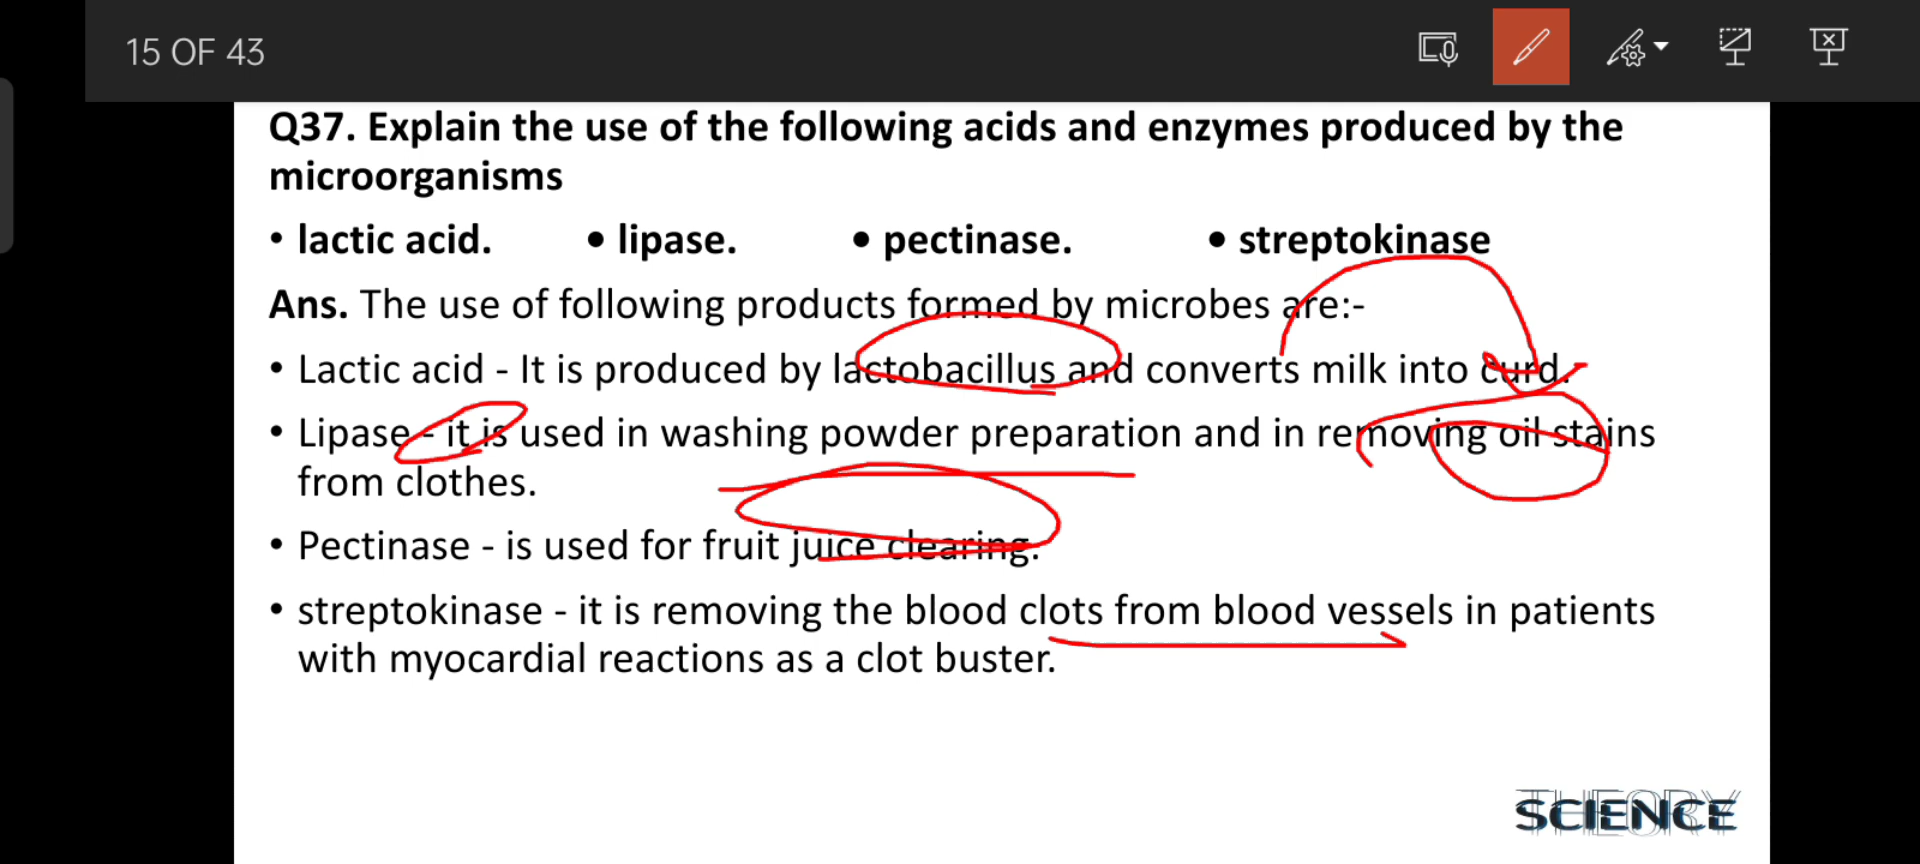 15 OF 43
Q37. Explain the use of the following acids and enzymes produced by the
microorganisms
• lactic acid. • lipase. • pectinase. • streptokinase
Ans. The use of following products formed by microbes are:-
• Lactic acid - It is produced by lactobacillus and converts milk into curd.
• Lipase - it is used in washing powder preparation and in removing oil stains
from clothes.
• Pectinase - is used for fruit juice clearing.
• streptokinase - it is removing the blood clots from blood vessels in patients
with myocardial reactions as a clot buster.
THEORY
SCIENCE